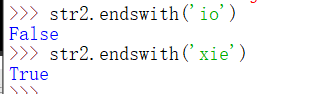 >>> str2.endswith('io')
False
>>> str2.endswith('xie')
True
>>>